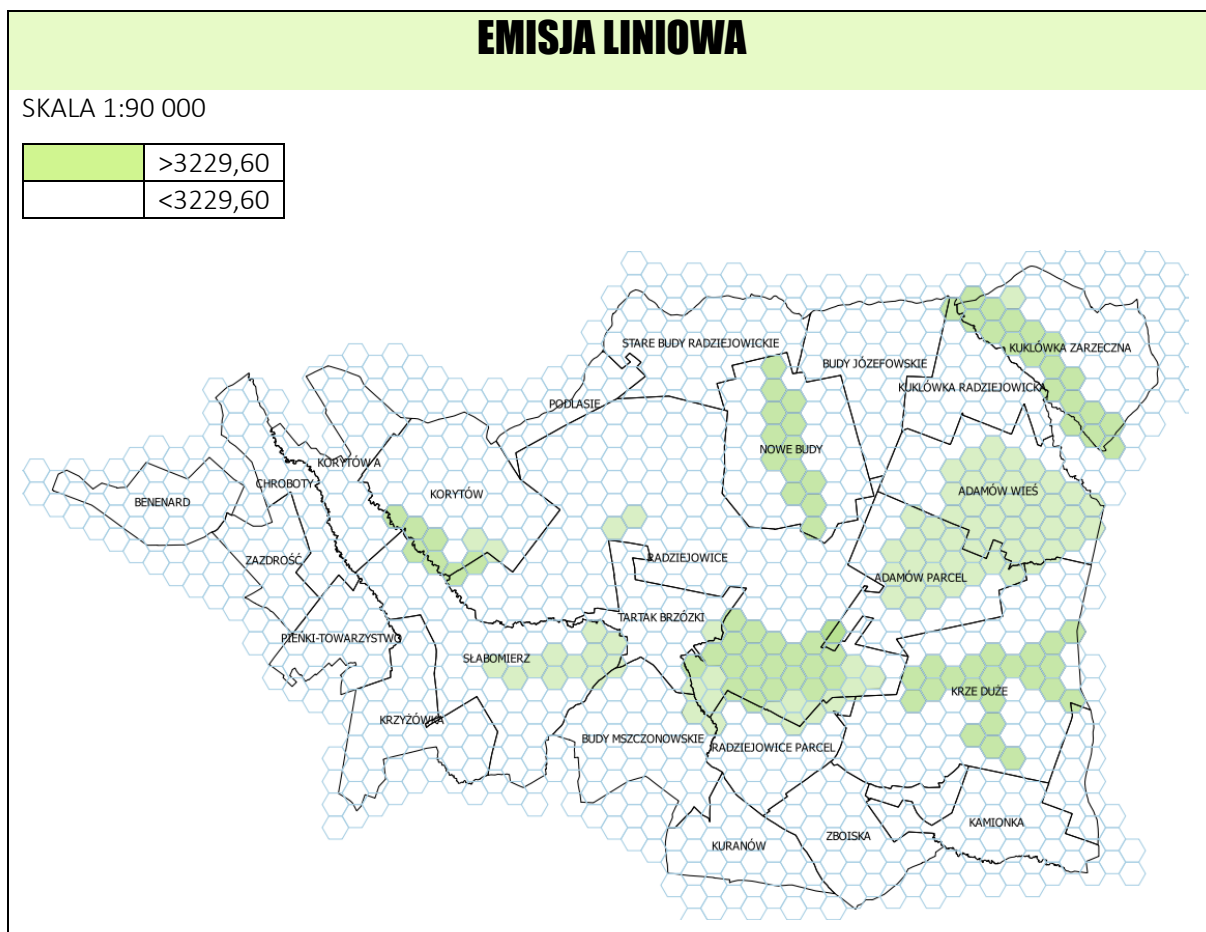 EMISJA LINIOWA
SKALA 1:90 000
>3229,60
<3229,60
STARE BUDY RADZIEJOWICKIE
KUKLÓWKA ZARZECZNA
BUDY JÓZEFOWSKIE
KUKLÓWKA RADZIEJOWICKA
PODLASIE
NOWE BUDY
KORYTÓW A
CHROBOTY
KORYTÓW
ADAMÓW WIEŚ
BENENARD
ZAZDROŚĆ
RADZIEJOWICE
ADAMÓW PARCEL
TARTAK BRZÓZKI
PIEŃKI-TOWARZYSTWO
SŁABOMIERZ
KRZE DUŻE
KRZYŻÓWKA
BUDY MSZCZONOWSKIE
RADZIEJOWICE PARCEL
KAMIONKA
ZBOISKA
KURANÓW